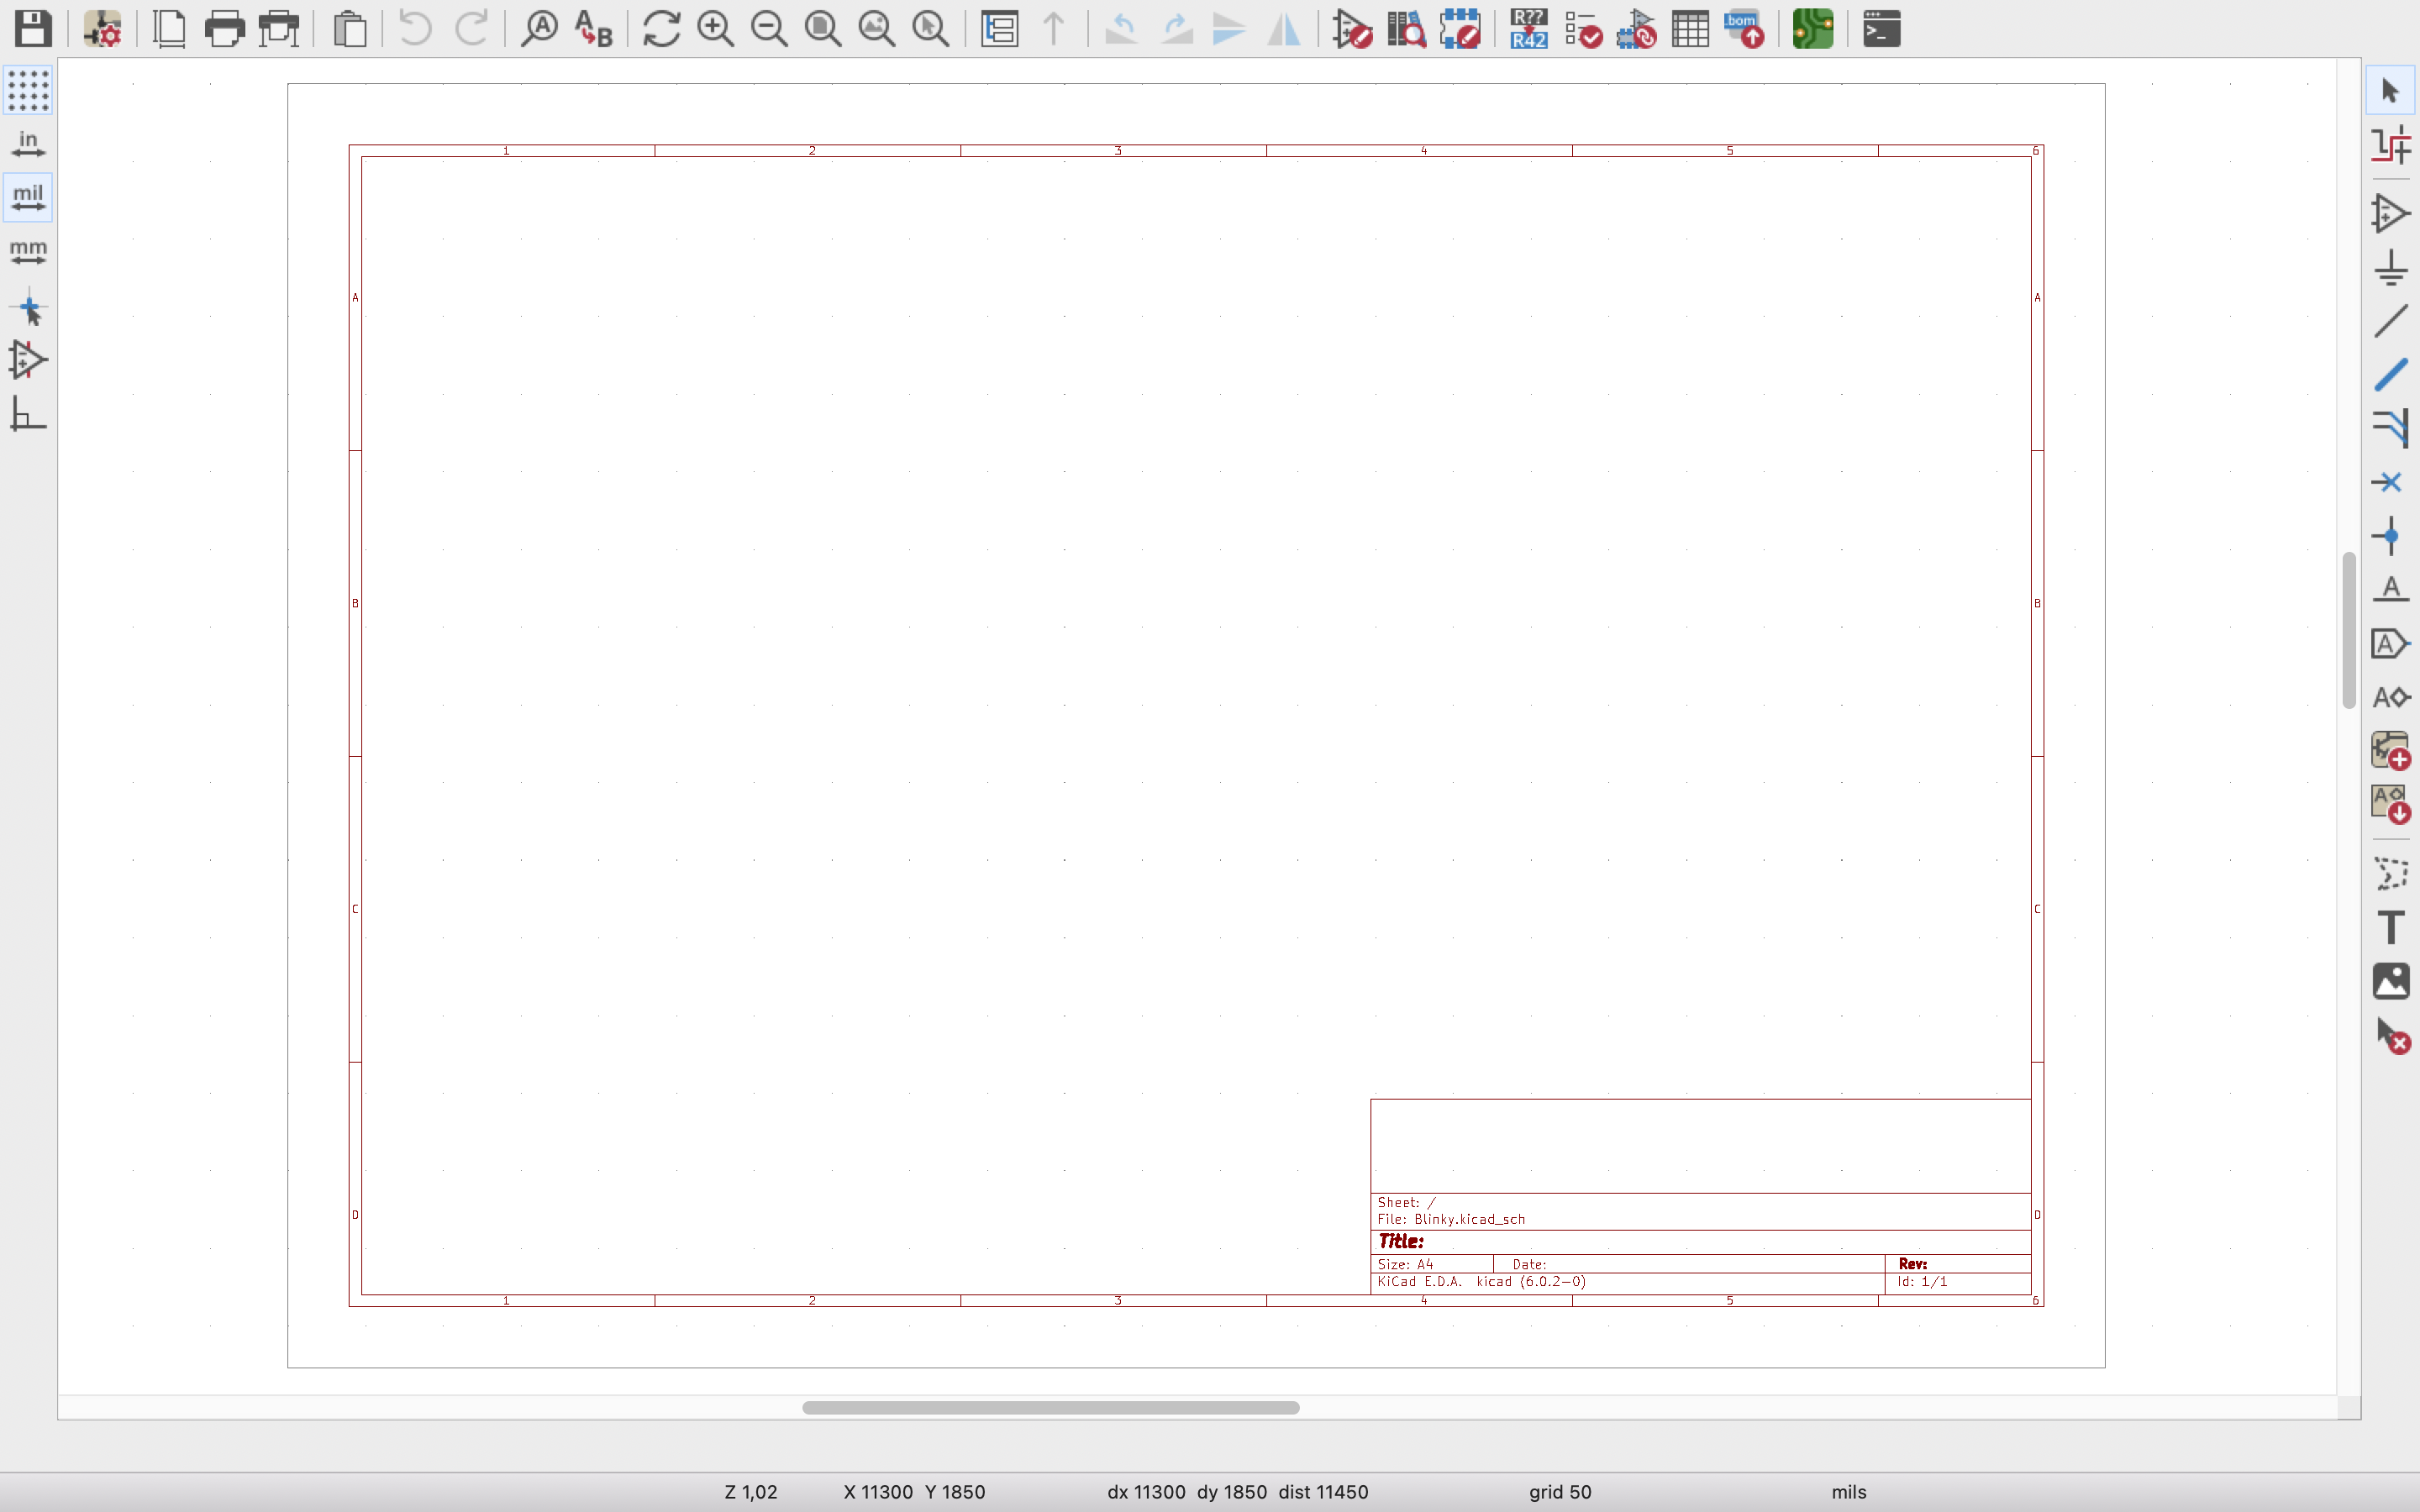 A
A B
R??
R42
.bom
>_
in
mil
mm
1 2 3 4 5 6
A A
B B
C C
D D
Sheet: /
File: Blinky.kicad_sch
Title:
Size: A4 Date: Rev:
KiCad E.D.A. kicad (6.0.2-0) Id: 1/1
1 2 3 4 5 6
A
A
A
A
T
Z 1,02 X 11300 Y 1850 dx 11300 dy 1850 dist 11450 grid 50 mils